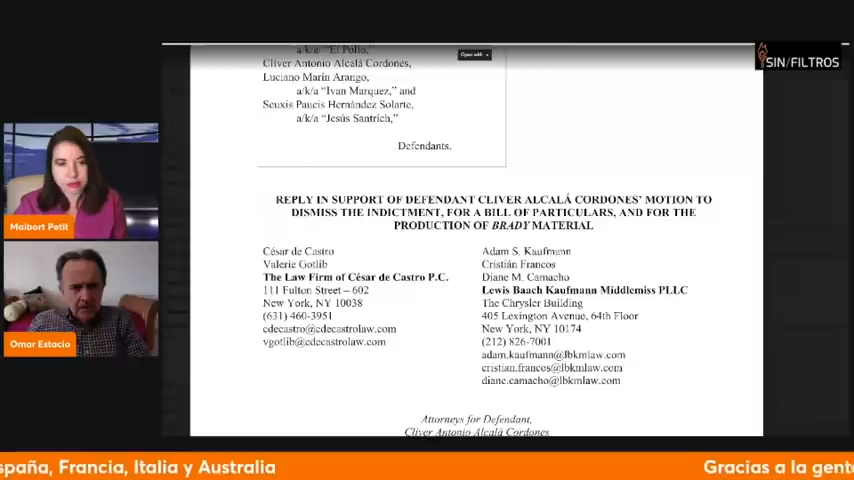 a/k/a "El Pollo,"
Cliver Antonio Alcalá Cordones,
Luciano Marín Arango,
a/k/a "Ivan Marquez," and
Seuxis Paucis Hernández Solarte,
a/k/a "Jesús Santrich,"
Defendants.
Open with
SIN/FILTROS
REPLY IN SUPPORT OF DEFENDANT CLIVER ALCALÁ CORDONES' MOTION TO
DISMISS THE INDICTMENT, FOR A BILL OF PARTICULARS, AND FOR THE
PRODUCTION OF BRADY MATERIAL
César de Castro
Valerie Gotlib
The Law Firm of César de Castro P.C.
111 Fulton Street – 602
New York, NY 10038
(631) 460-3951
cdecastro@cdecastrolaw.com
vgotlib@cdecastrolaw.com
Adam S. Kaufmann
Cristián Francos
Diane M. Camacho
Lewis Baach Kaufmann Middlemiss PLLC
The Chrysler Building
405 Lexington Avenue, 64th Floor
New York, NY 10174
(212) 826-7001
adam.kaufmann@lbkmlaw.com
cristian.francos@lbkmlaw.com
diane.camacho@lbkmlaw.com
Attorneys for Defendant,
Cliver Antonio Alcalá Cordones
Maibort Petit
Omar Estacio
spaña, Francia, Italia y Australia
Gracias a la gente